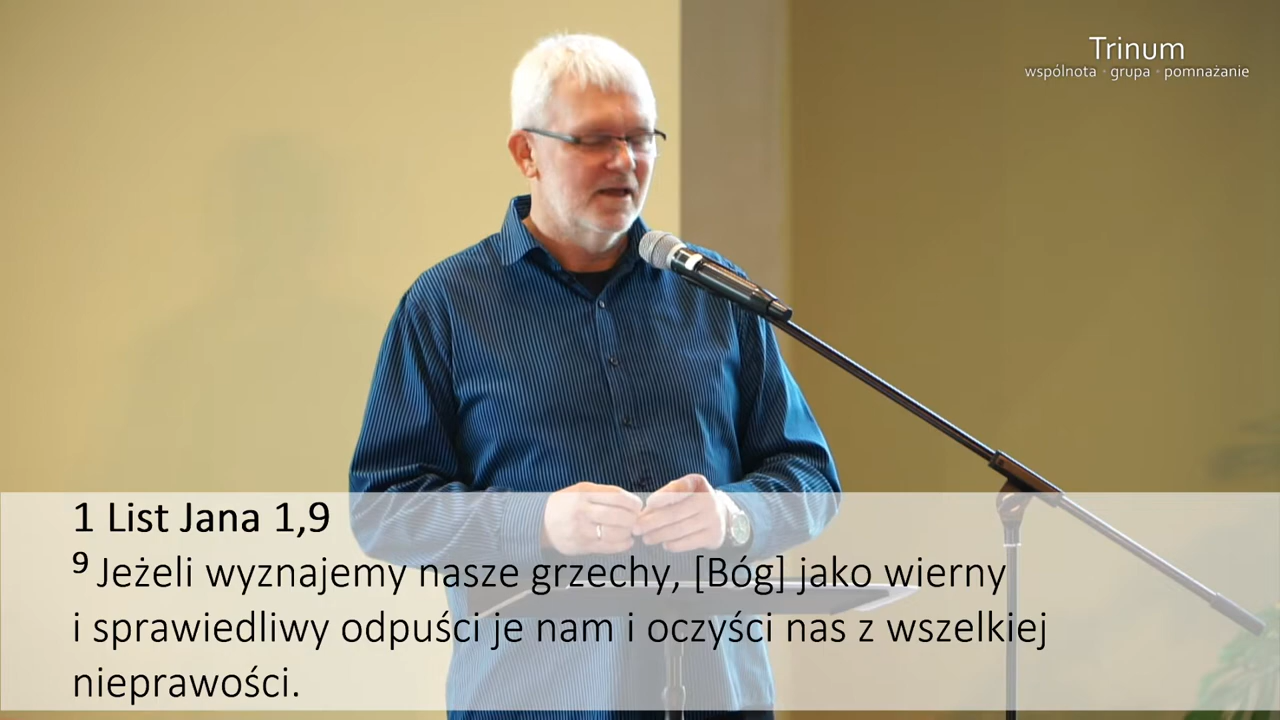 Trinum
wspólnota · grupa · pomnażanie
1 List Jana 1,9
9 Jeżeli wyznajemy nasze grzechy, [Bóg] jako wierny
i sprawiedliwy odpuści je nam i oczyści nas z wszelkiej
nieprawości.